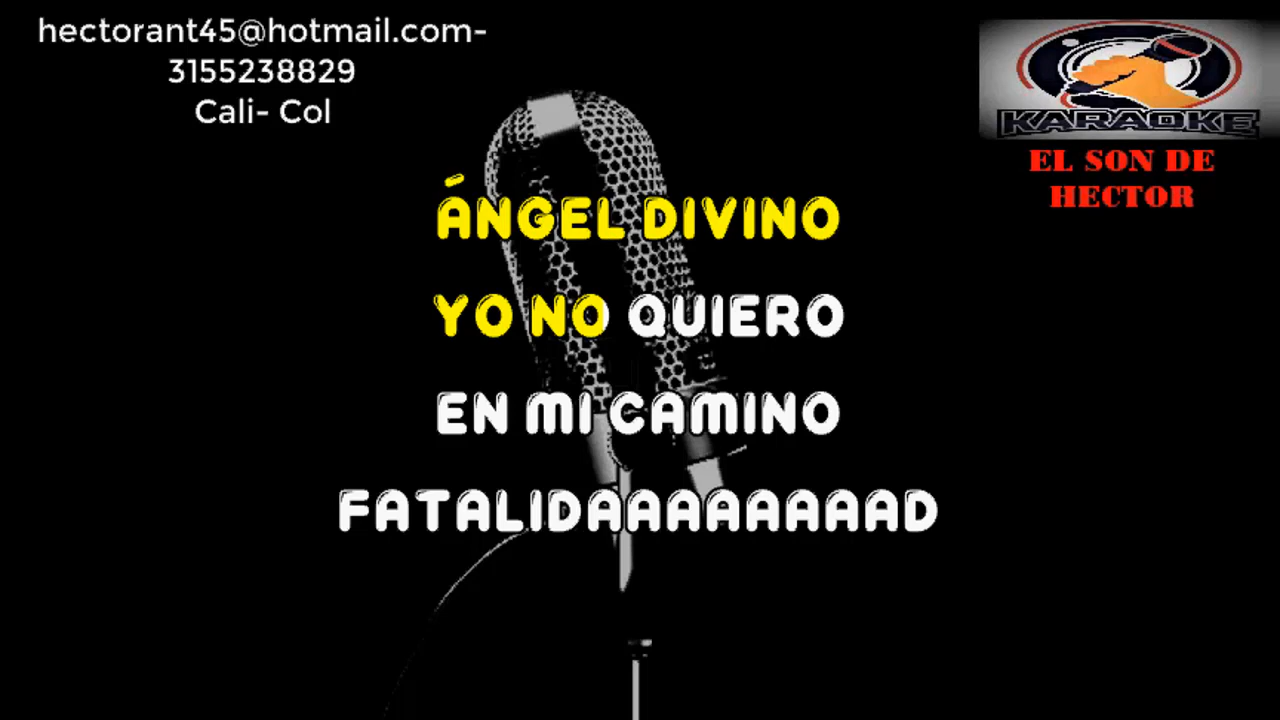 hectorant45@hotmail.com-
3155238829
Cali- Col
KARAOKE
EL SON DE
HECTOR
ÁNGEL DIVINO
YO NO QUIERO
EN MI CAMINO
FATALIDAAAAAAAAD